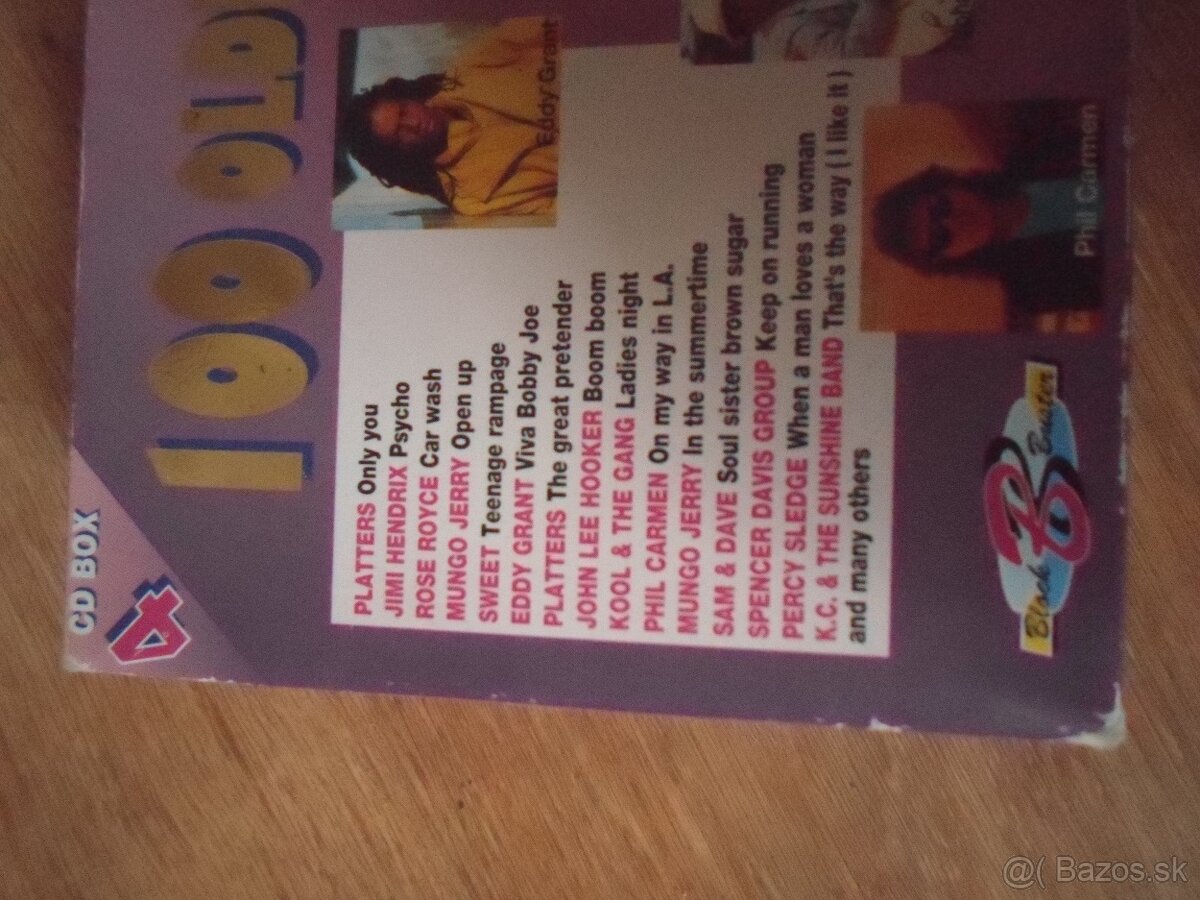 4 CD BOX
100 OLD
PLATTERS Only you
JIMI HENDRIX Psycho
ROSE ROYCE Car wash
MUNGO JERRY Open up
SWEET Teenage rampage
EDDY GRANT Viva Bobby Joe
PLATTERS The great pretender
JOHN LEE HOOKER Boom boom
KOOL & THE GANG Ladies night
PHIL CARMEN On my way in L.A.
MUNGO JERRY In the summertime
SAM & DAVE Soul sister brown sugar
SPENCER DAVIS GROUP Keep on running
PERCY SLEDGE When a man loves a woman
K.C. & THE SUNSHINE BAND That's the way ( I like it )
and many others
Eddy Grant
Phil Carmen
Block Buster
B
@( Bazos.sk